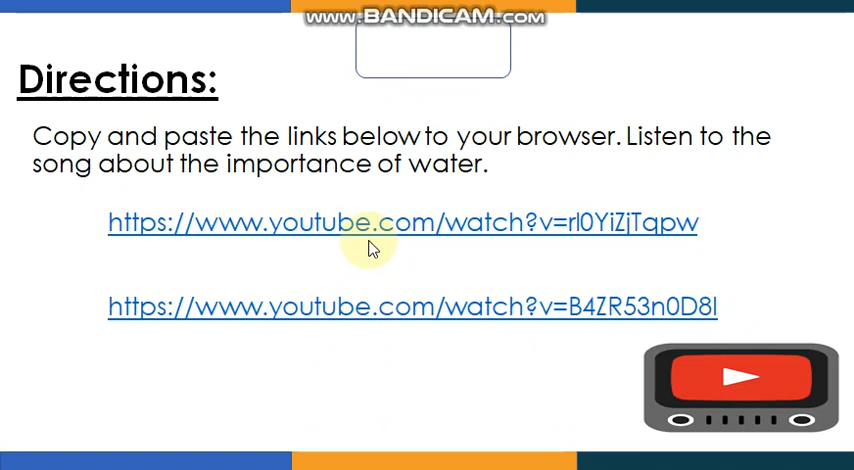 www.BANDICAM.com
Directions:
Copy and paste the links below to your browser. Listen to the
song about the importance of water.
https://www.youtube.com/watch?v=rl0YiZjTqpw
https://www.youtube.com/watch?v=B4ZR53n0D8I